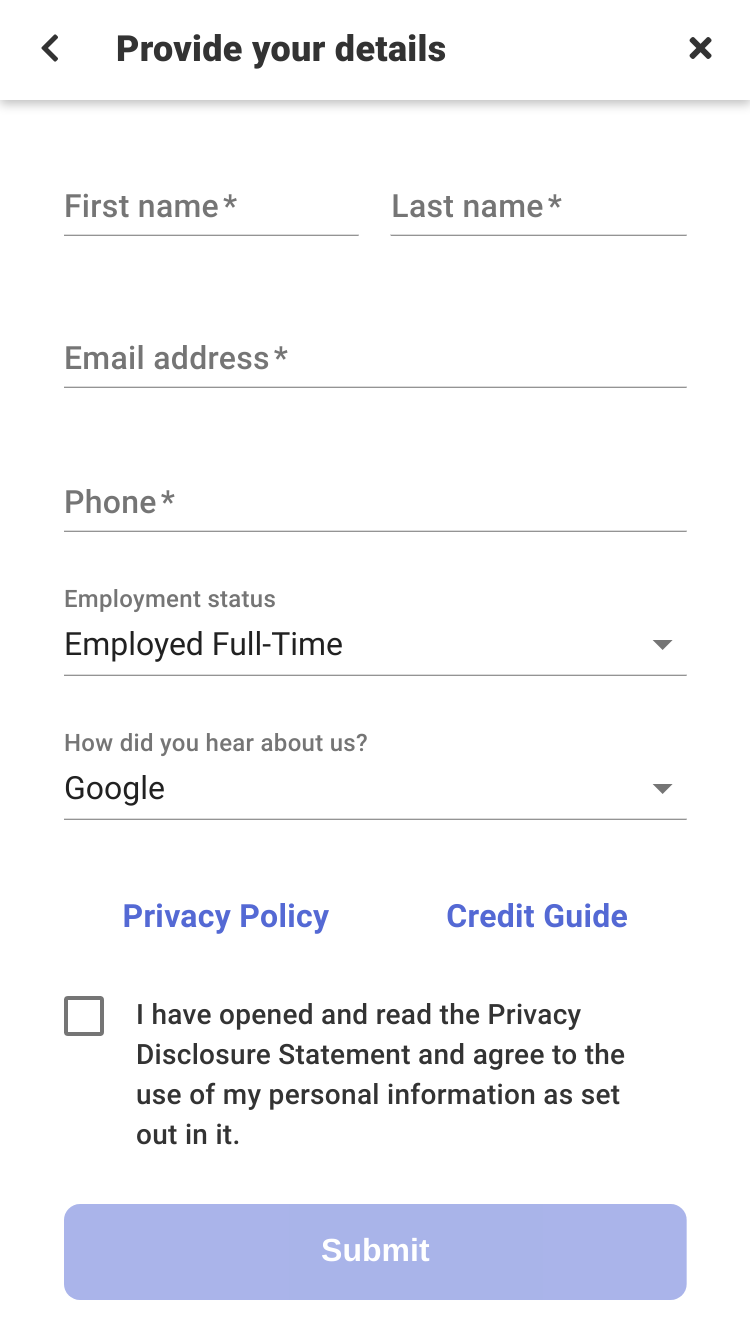 Provide your details
First name* Last name*
Email address*
Phone*
Employment status
Employed Full-Time
How did you hear about us?
Google
Privacy Policy Credit Guide
I have opened and read the Privacy
Disclosure Statement and agree to the
use of my personal information as set
out in it.
Submit